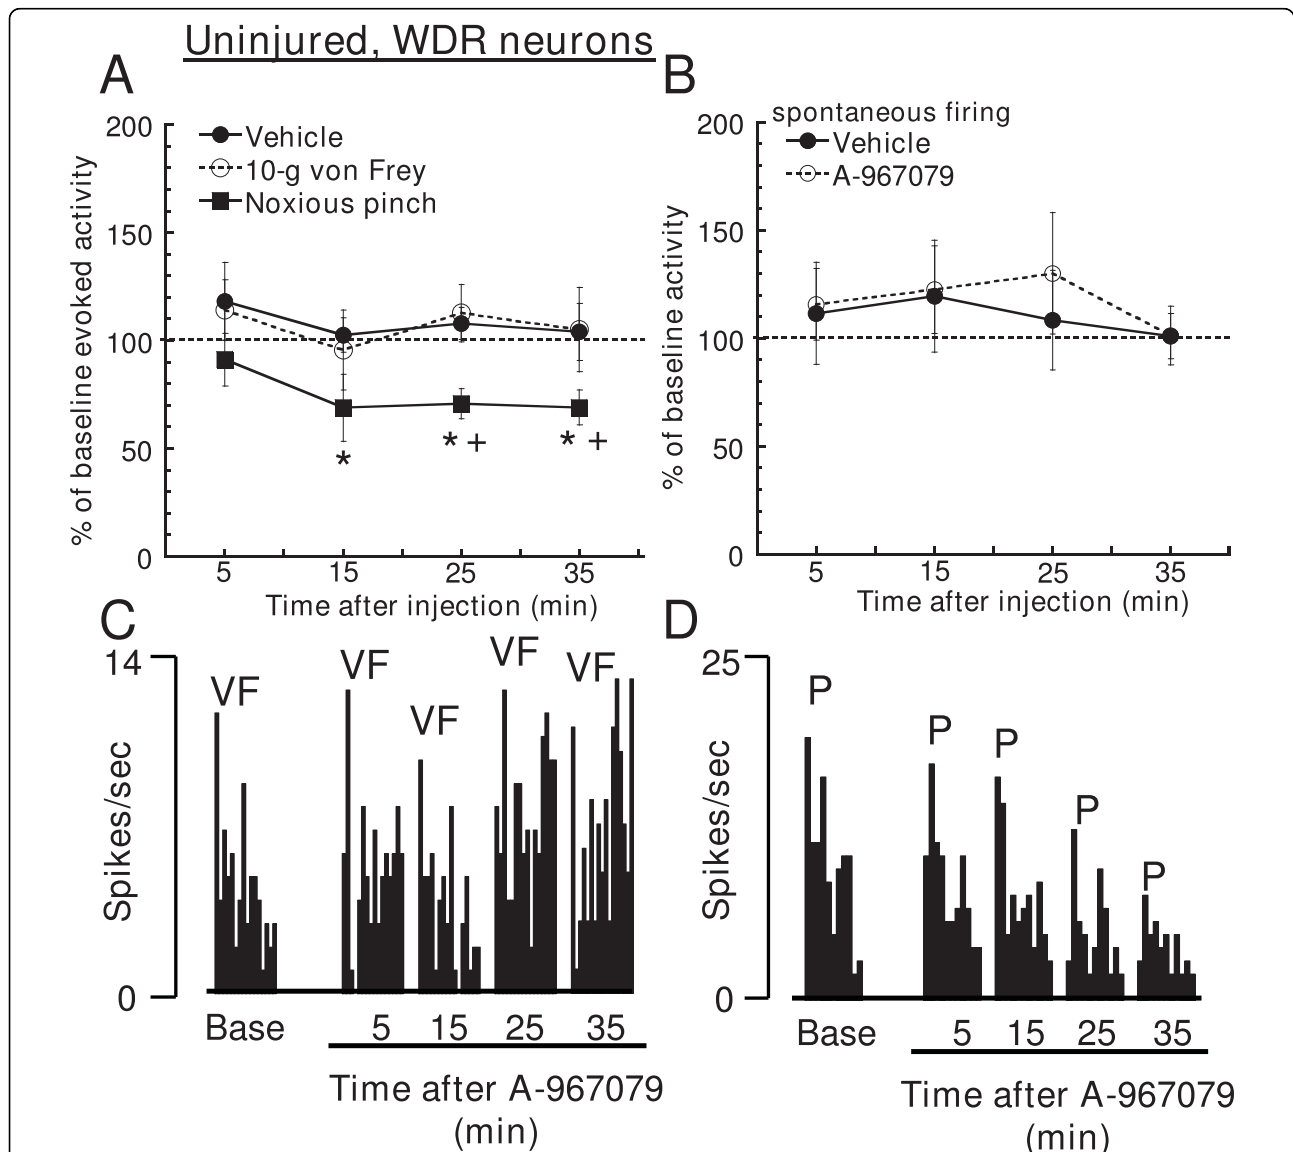 Uninjured, WDR neurons
A
200
150
100
50
0
% of baseline evoked activity
Vehicle
10-g von Frey
Noxious pinch
*
* +
* +
5 15 25 35
Time after injection (min)
B
200
150
100
50
0
% of baseline activity
spontaneous firing
Vehicle
A-967079
5 15 25 35
Time after injection (min)
C
14
0
Spikes/sec
VF VF VF VF VF
Base 5 15 25 35
Time after A-967079
(min)
D
25
0
Spikes/sec
P P P P P
Base 5 15 25 35
Time after A-967079
(min)